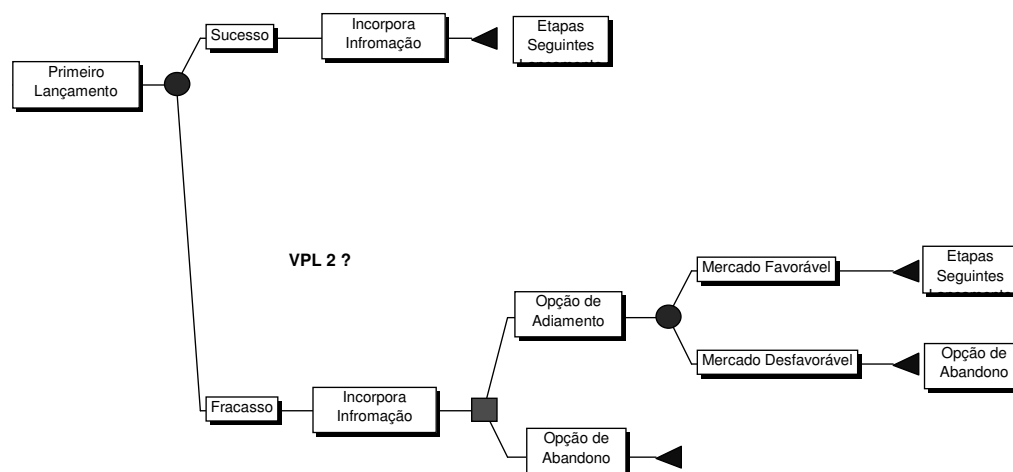 Sucesso
Incorpora
Infromação
Etapas
Seguintes
Primeiro
Lançamento
VPL 2 ?
Mercado Favorável
Etapas
Seguintes
Opção de
Adiamento
Mercado Desfavorável
Opção de
Abandono
Fracasso
Incorpora
Infromação
Opção de
Abandono